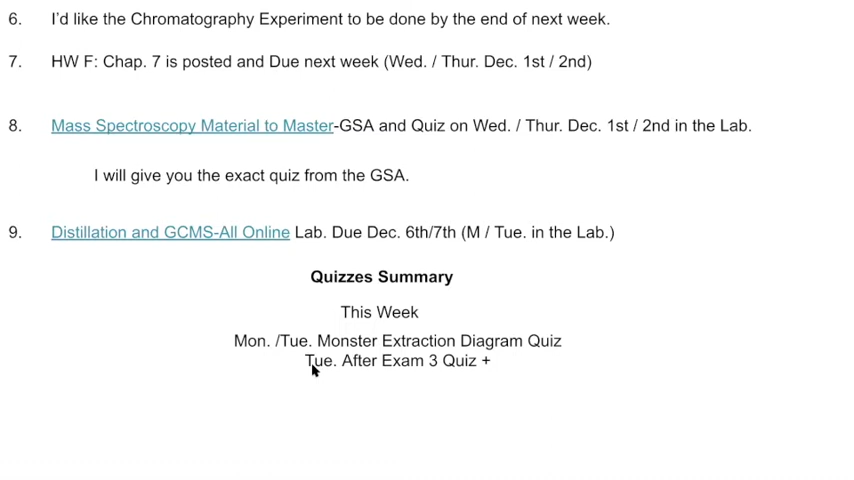 6. I'd like the Chromatography Experiment to be done by the end of next week.
7. HW F: Chap. 7 is posted and Due next week (Wed. / Thur. Dec. 1st / 2nd)
8. Mass Spectroscopy Material to Master-GSA and Quiz on Wed. / Thur. Dec. 1st / 2nd in the Lab.
I will give you the exact quiz from the GSA.
9. Distillation and GCMS-All Online Lab. Due Dec. 6th/7th (M / Tue. in the Lab.)
Quizzes Summary
This Week
Mon. /Tue. Monster Extraction Diagram Quiz
Tue. After Exam 3 Quiz +